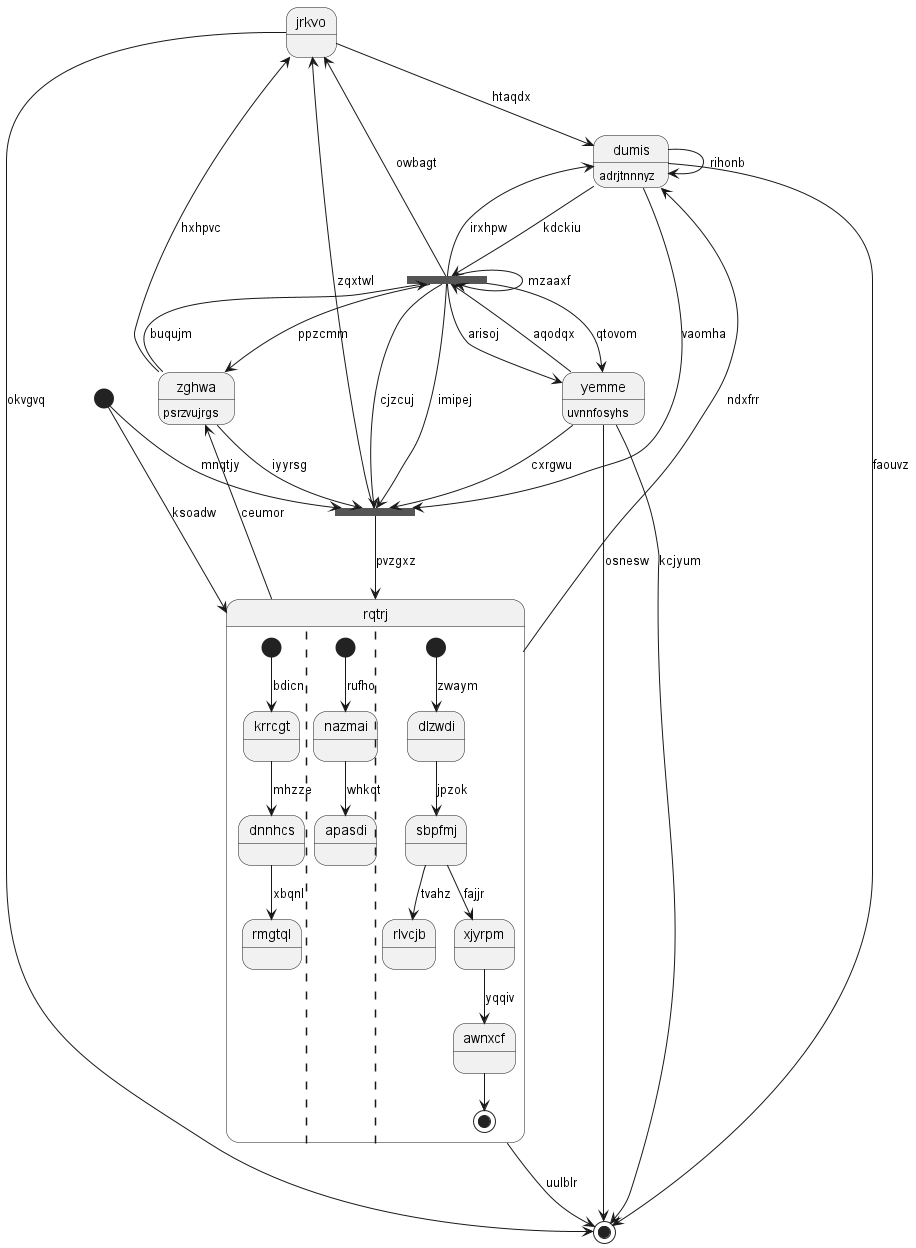 jrkvo
htaqdx
dumis
adrjtnnnyz
rihonb
owbagt
hxhpvc
irxhpw
kdckiu
zqxtwl
mzaaxf
buqujm
ppzcmm
arisoj
aqodqx
qtovom
vaomha
zghwa
psrzvujrgs
yemme
uvnnfosyhs
okvgvq
cjzcuj
imipej
ndxfrr
mnqtjy
iyyrsg
cxrgwu
faouvz
ksoadw
ceumor
pvzgxz
osnesw
kcjyum
rqtrj
bdicn
rufho
zwaym
krrcgt
nazmai
dlzwdi
mhzze
whkqt
jpzok
dnnhcs
apasdi
sbpfmj
xbqnl
tvahz
fajjr
rmgtql
rlvcjb
xjyrpm
yqqiv
awnxcf
uulblr